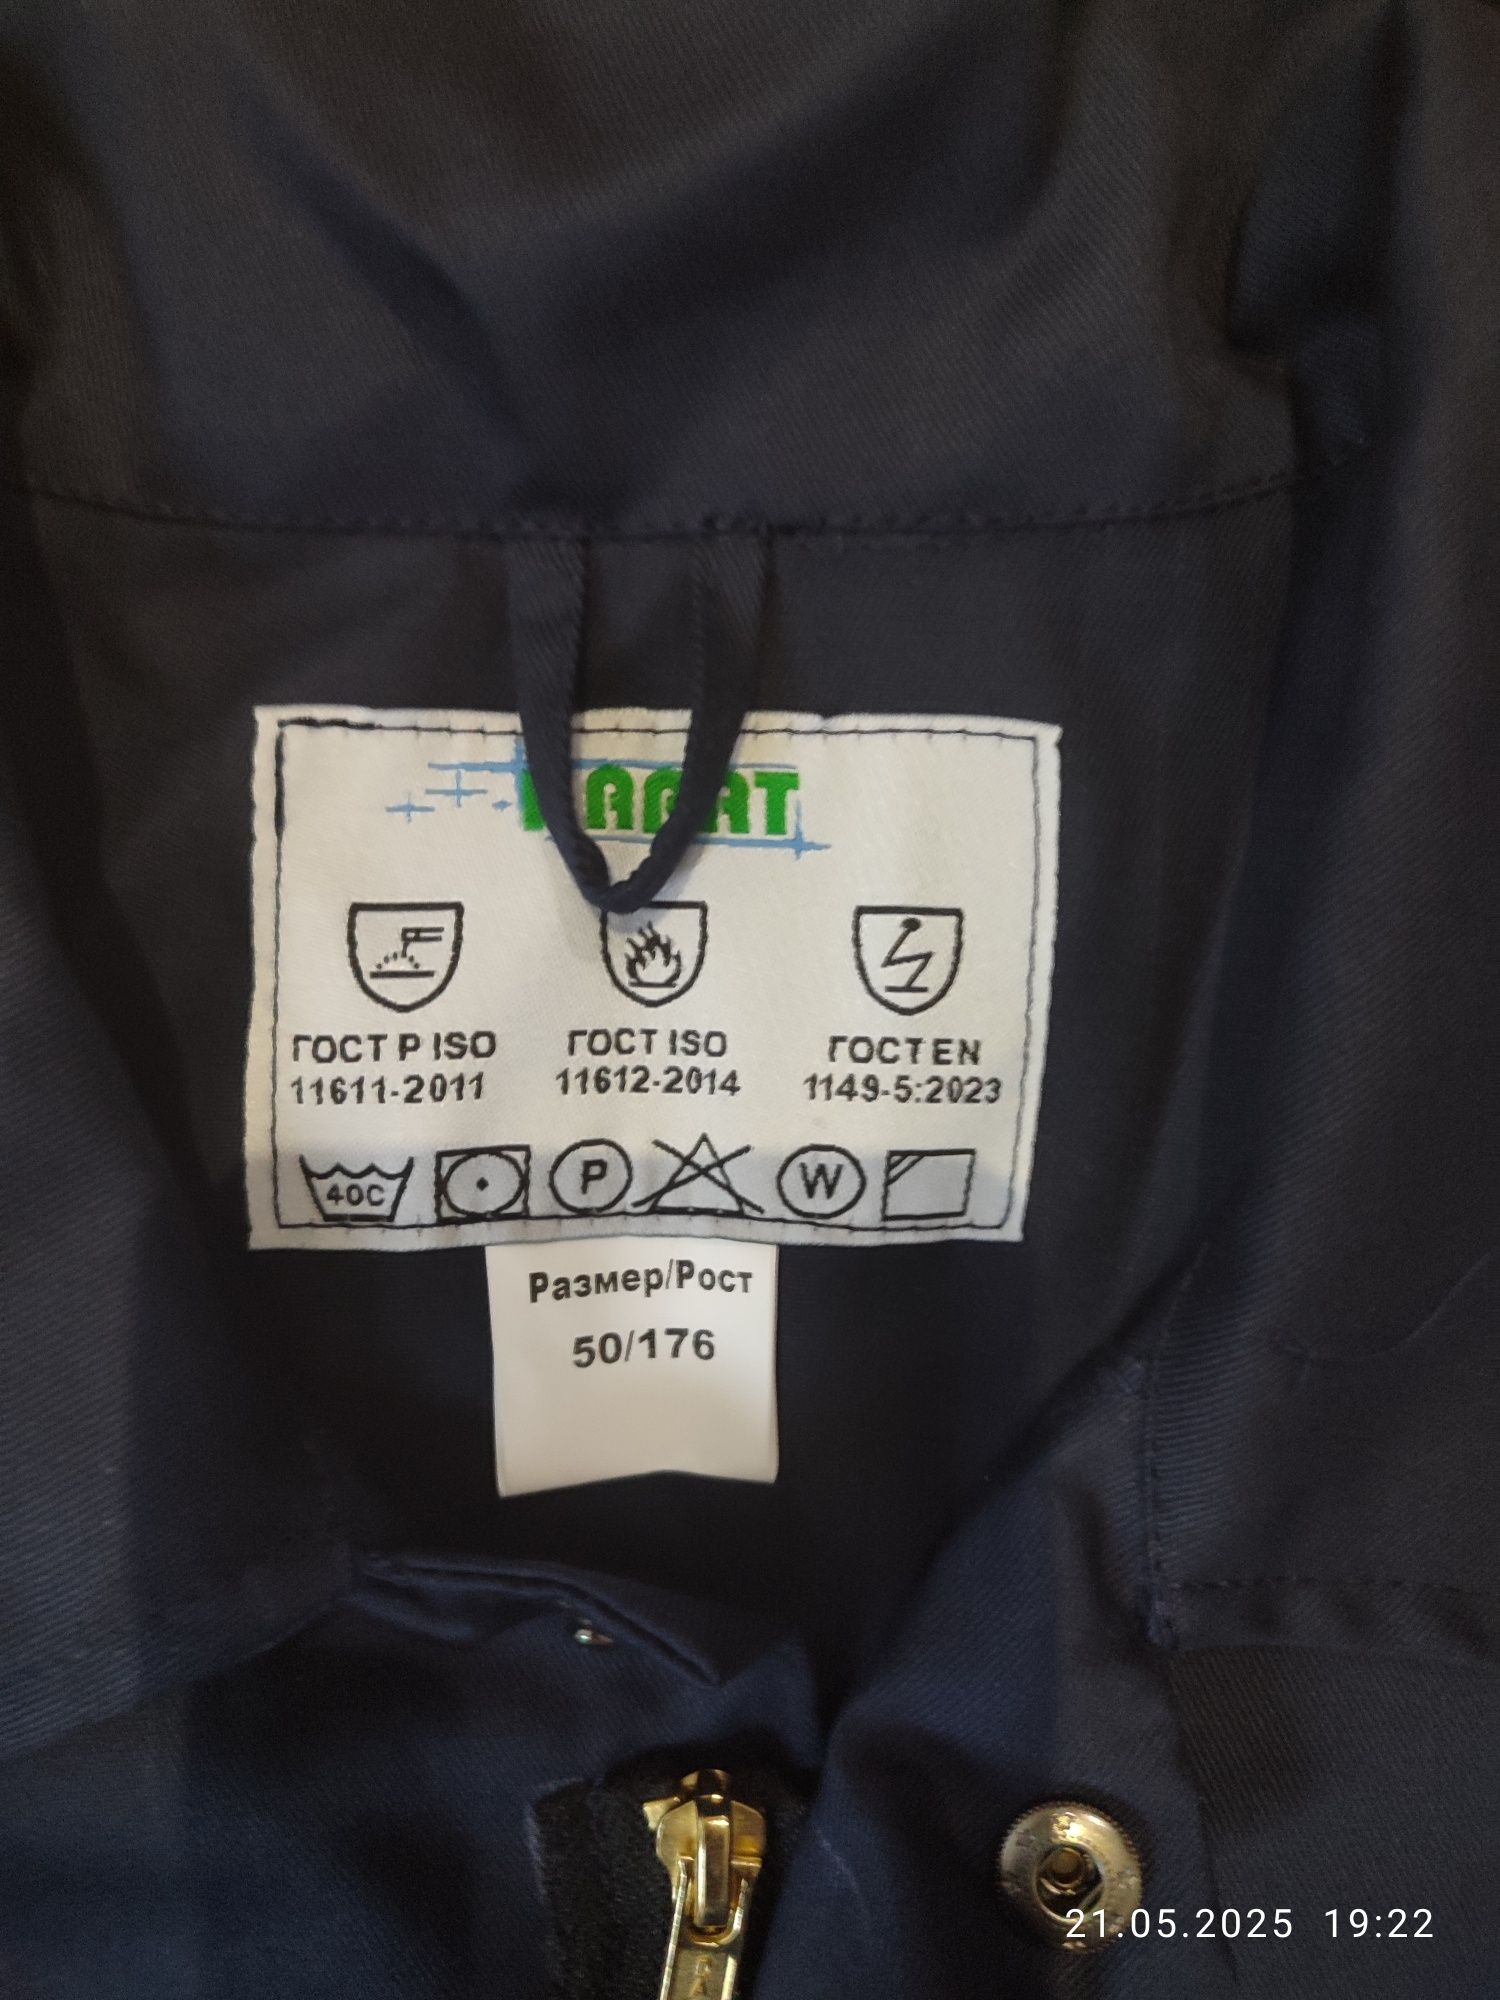 ГОСТ Р ISO
11611-2011
ГОСТ ISO
11612-2014
ГОСТ EN
1149-5:2023
40C
P
W
Размер/Рост
50/176
21.05.2025 19:22